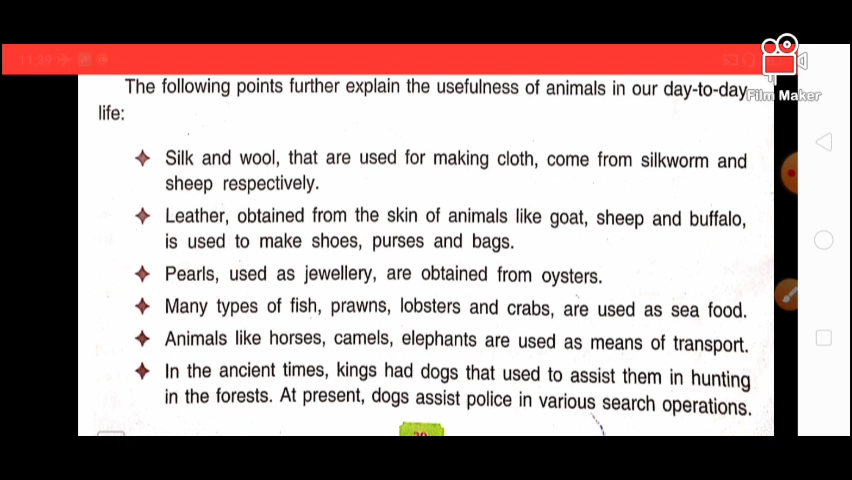 11:29
Film Maker
The following points further explain the usefulness of animals in our day-to-day
life:
Silk and wool, that are used for making cloth, come from silkworm and
sheep respectively.
Leather, obtained from the skin of animals like goat, sheep and buffalo,
is used to make shoes, purses and bags.
Pearls, used as jewellery, are obtained from oysters.
Many types of fish, prawns, lobsters and crabs, are used as sea food.
Animals like horses, camels, elephants are used as means of transport.
In the ancient times, kings had dogs that used to assist them in hunting
in the forests. At present, dogs assist police in various search operations.